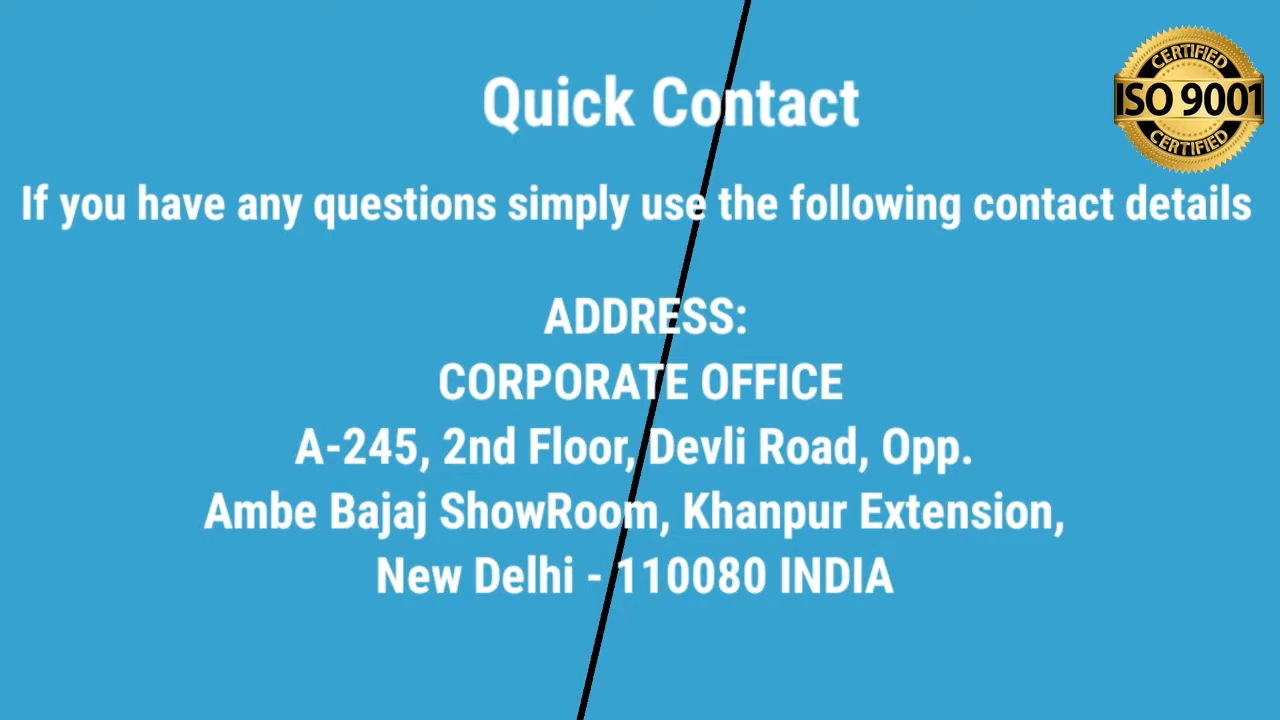 Quick Contact
CERTIFIED
ISO 9001
CERTIFIED
If you have any questions simply use the following contact details
ADDRESS:
CORPORATE OFFICE
A-245, 2nd Floor, Devli Road, Opp.
Ambe Bajaj ShowRoom, Khanpur Extension,
New Delhi - 110080 INDIA